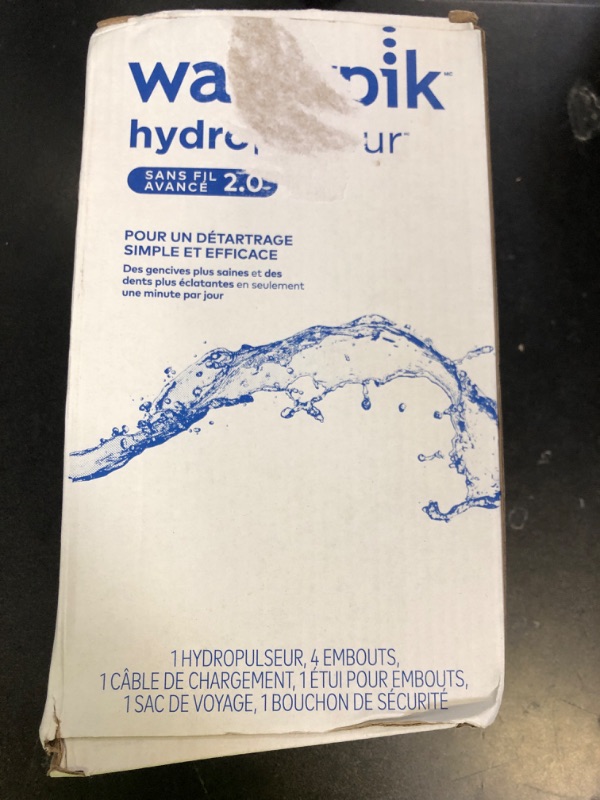 pik MC
SANS FIL
AVANCÉ 2.0
POUR UN DÉTARTRAGE
SIMPLE ET EFFICACE
Des gencives plus saines et des
dents plus éclatantes en seulement
une minute par jour
1 HYDROPULSEUR, 4 EMBOUTS,
1 CÂBLE DE CHARGEMENT, 1 ÉTUI POUR EMBOUTS,
1 SAC DE VOYAGE, 1 BOUCHON DE SÉCURITÉ